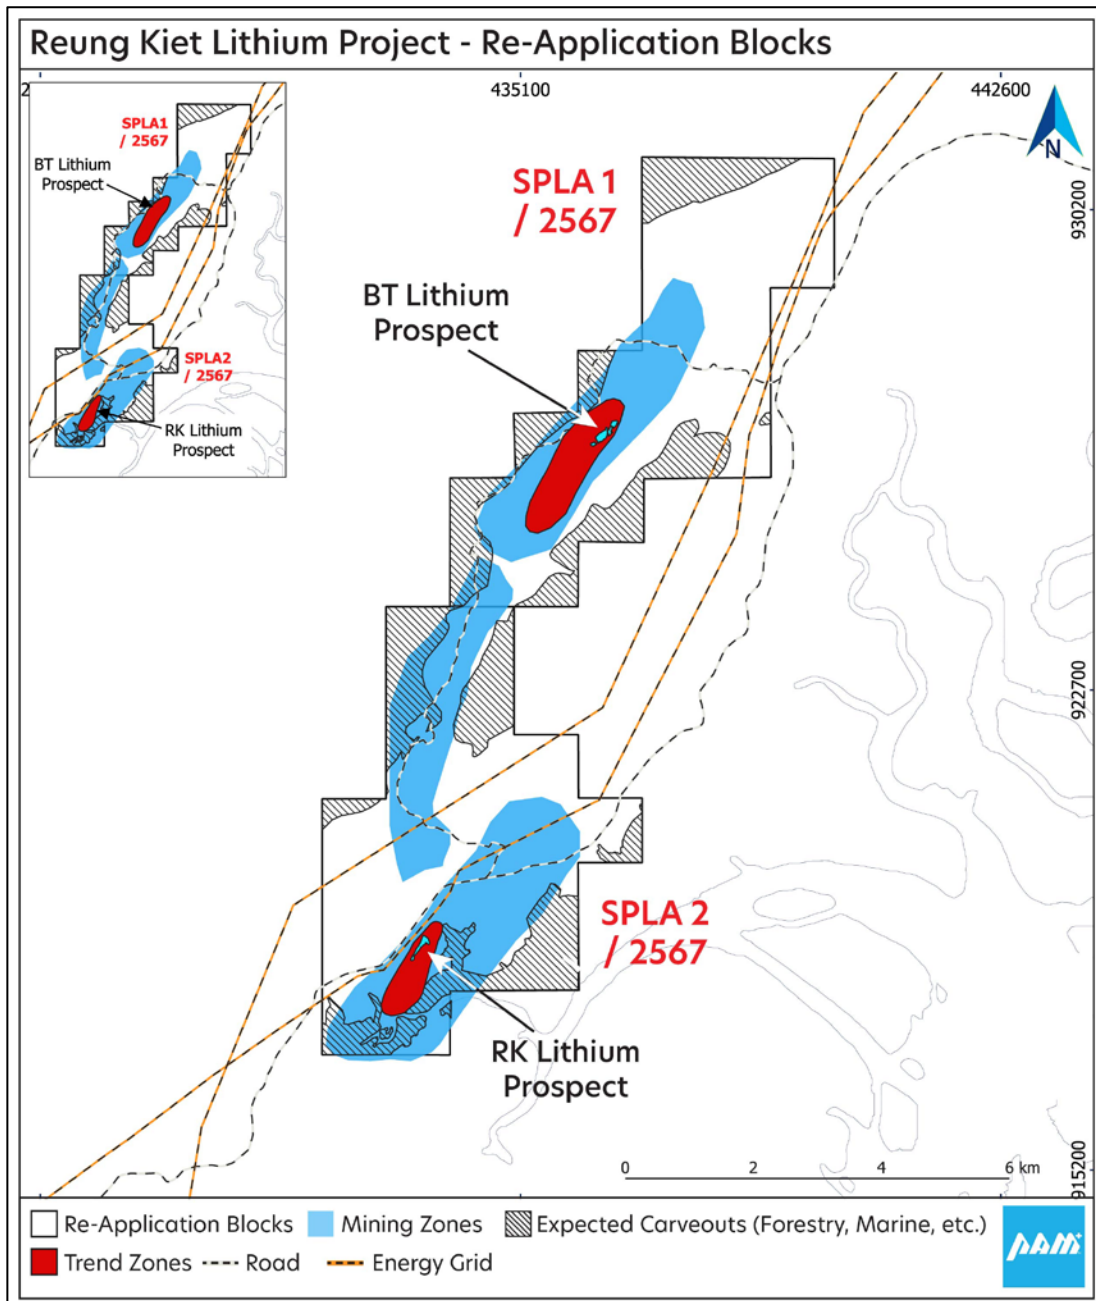 Reung Kiet Lithium Project - Re-Application Blocks
2
435100
442600
SPLA1
/ 2567
BT Lithium
Prospect
SPLA2
/ 2567
RK Lithium
Prospect
N
SPLA 1
/ 2567
930200
BT Lithium
Prospect
922700
SPLA 2
/ 2567
RK Lithium
Prospect
0 2 4 6 km
915200
Re-Application Blocks
Mining Zones
Expected Carveouts (Forestry, Marine, etc.)
Trend Zones
Road
Energy Grid
PAM